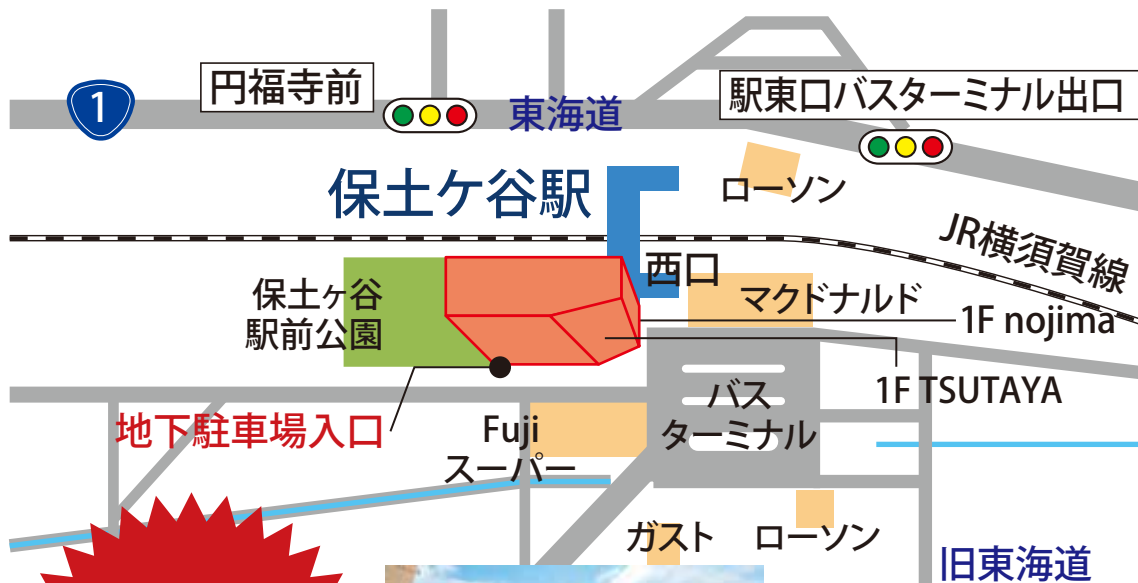 1
円福寺前
東海道
駅東口バスターミナル出口
保土ケ谷駅
ローソン
JR横須賀線
西口
保土ヶ谷
駅前公園
マクドナルド
1F nojima
1F TSUTAYA
地下駐車場入口
Fuji
スーパー
バス
ターミナル
ガスト
ローソン
旧東海道